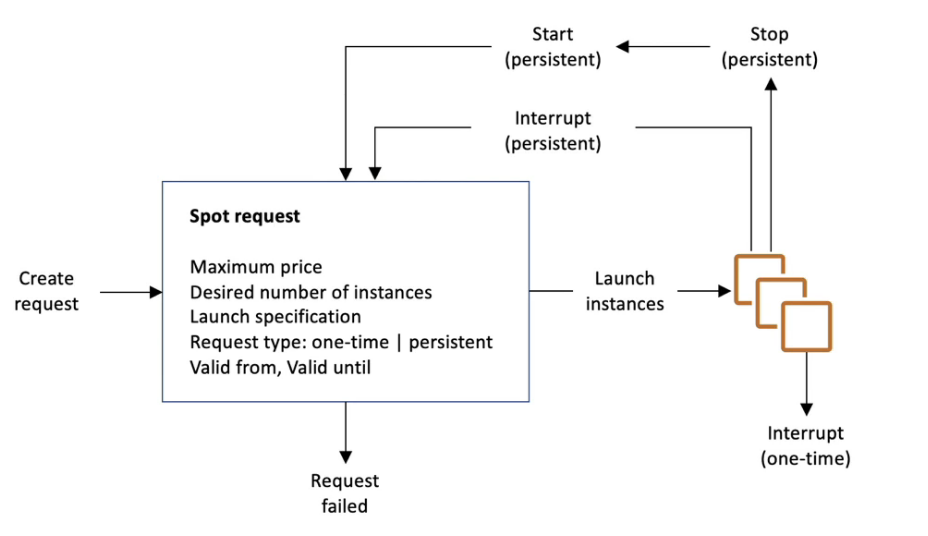 Start
(persistent)
Stop
(persistent)
Interrupt
(persistent)
Spot request
Maximum price
Desired number of instances
Launch specification
Request type: one-time | persistent
Valid from, Valid until
Create
request
Launch
instances
Interrupt
(one-time)
Request
failed